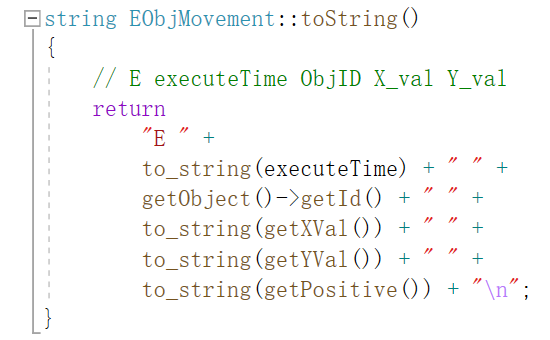 string EObjMovement::toString()
{
// E executeTime ObjID X_val Y_val
return
"E " +
to_string(executeTime) + " " +
getObject()->getId() + " " +
to_string(getXVal()) + " " +
to_string(getYVal()) + " " +
to_string(getPositive()) + "\n";
}